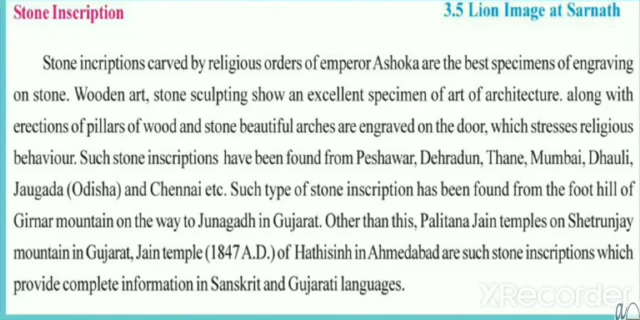 Stone Inscription
3.5 Lion Image at Sarnath
Stone incriptions carved by religious orders of emperor Ashoka are the best specimens of engraving
on stone. Wooden art, stone sculpting show an excellent specimen of art of architecture. along with
erections of pillars of wood and stone beautiful arches are engraved on the door, which stresses religious
behaviour. Such stone inscriptions have been found from Peshawar, Dehradun, Thane, Mumbai, Dhauli,
Jaugada (Odisha) and Chennai etc. Such type of stone inscription has been found from the foot hill of
Girnar mountain on the way to Junagadh in Gujarat. Other than this, Palitana Jain temples on Shetrunjay
mountain in Gujarat, Jain temple (1847 A.D.) of Hathisinh in Ahmedabad are such stone inscriptions which
provide complete information in Sanskrit and Gujarati languages.
XRecorder